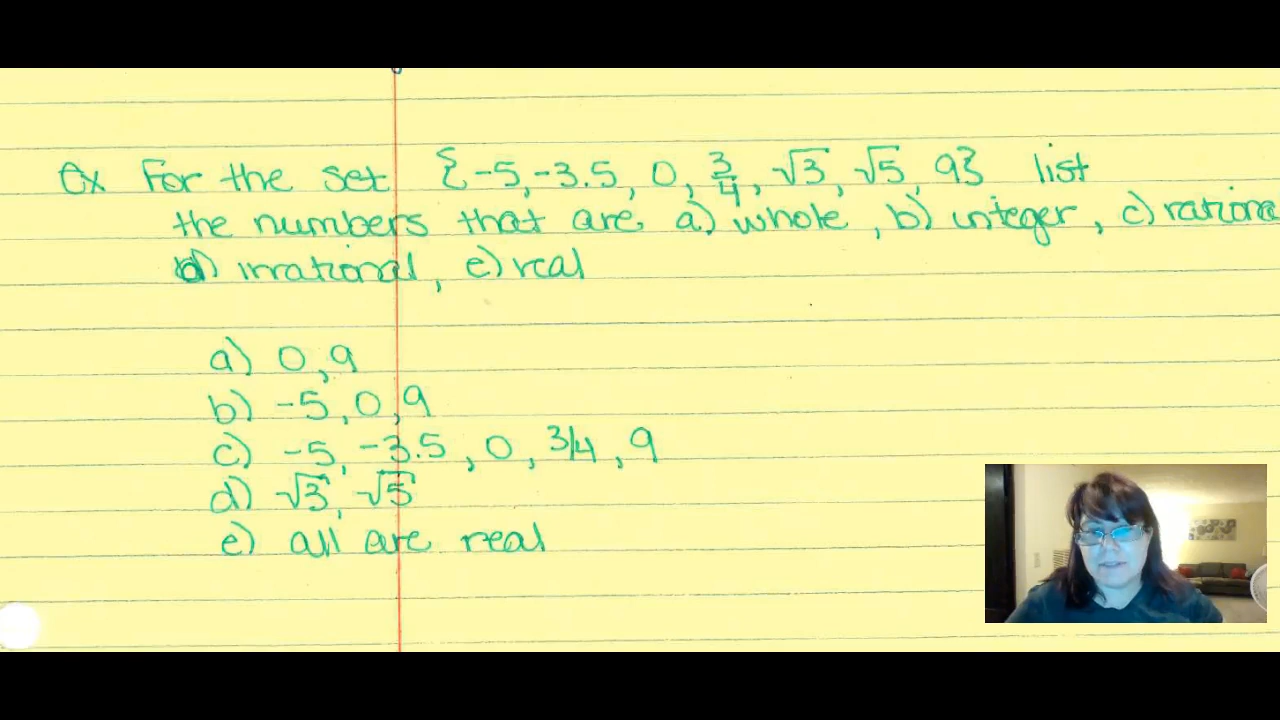 Ex For the set {-5, -3.5, 0, 3/4, √3, √5, 9} list
the numbers that are a) whole, b) integer, c) rationa
d) irrational, e) real
a) 0, 9
b) -5, 0, 9
c) -5, -3.5, 0, 3/4, 9
d) √3, √5
e) all are real